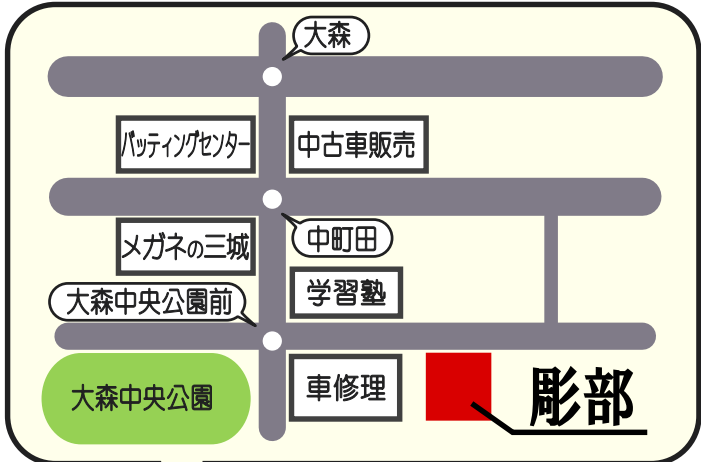 大森
バッティングセンター
中古車販売
中町田
メガネの三城
学習塾
大森中央公園前
大森中央公園
車修理
彫部